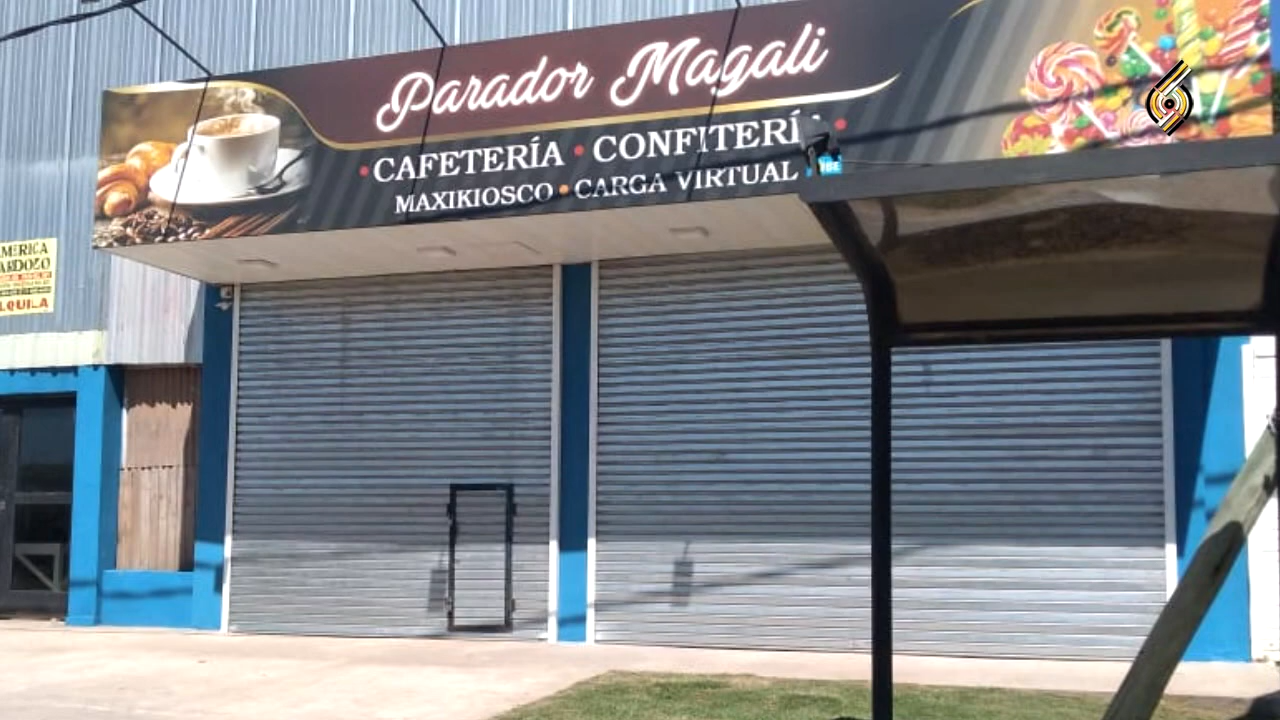 Parador Magali
• CAFETERÍA • CONFITERÍA •
MAXIKIOSCO • CARGA VIRTUAL
AMERICA
CARDOZO
ALQUILA